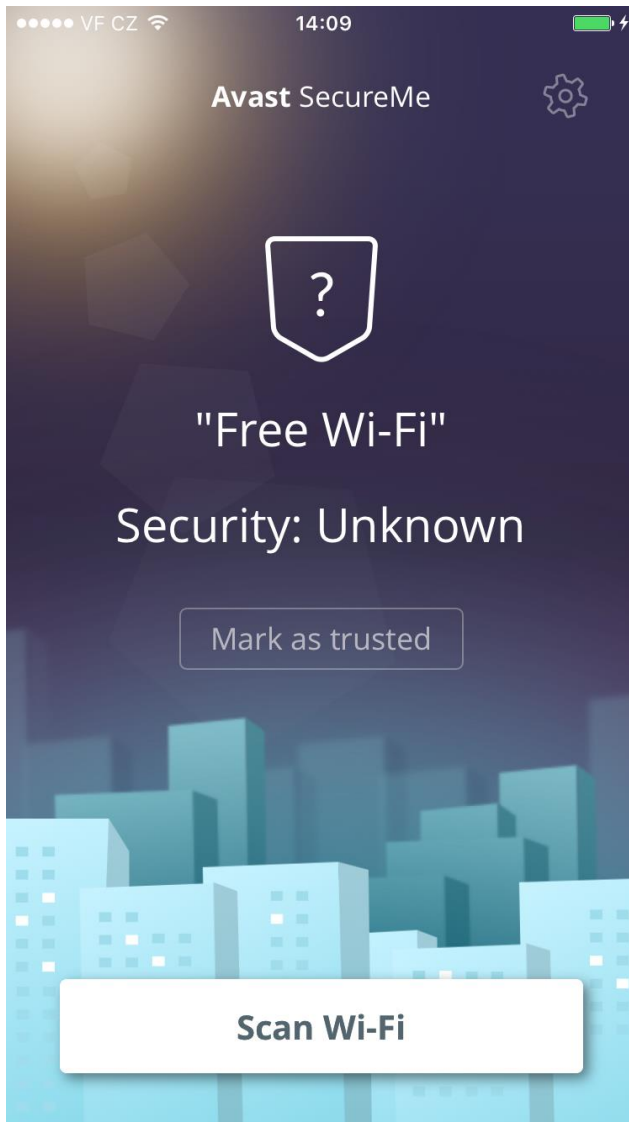 VF CZ 14:09
Avast SecureMe
?
"Free Wi-Fi"
Security: Unknown
Mark as trusted
Scan Wi-Fi